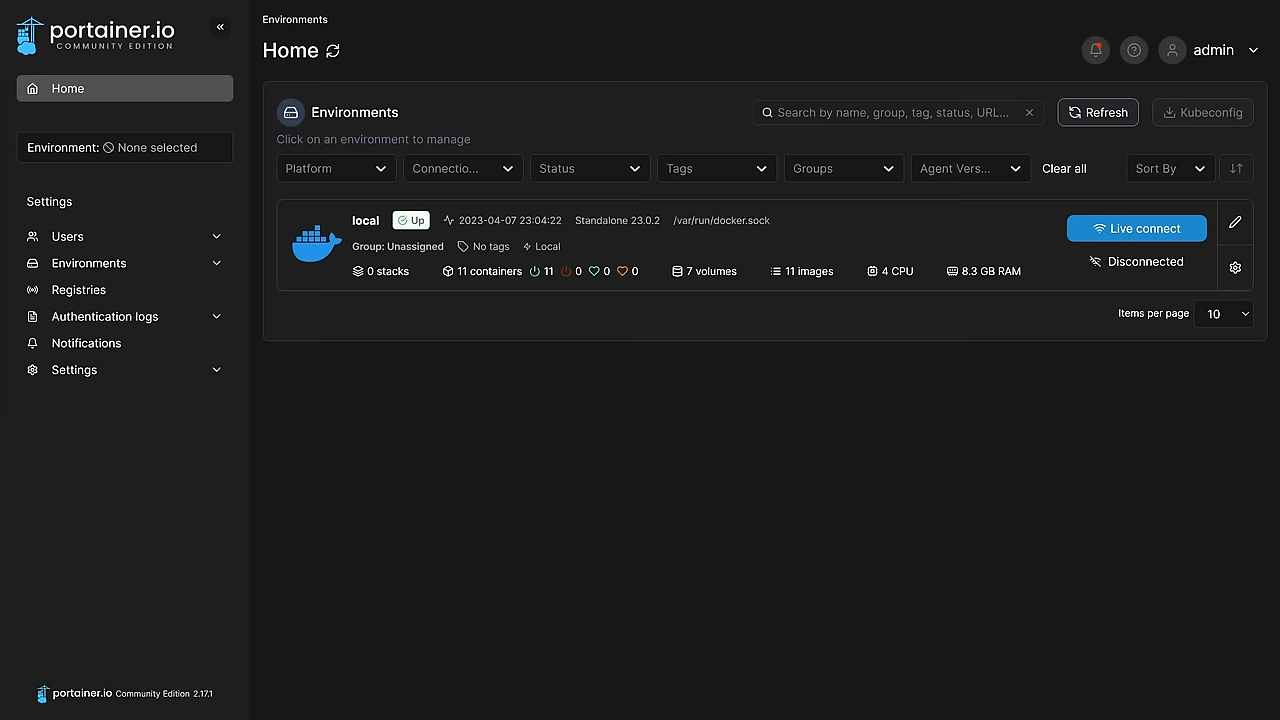 portainer.io
COMMUNITY EDITION
Home
Environment: None selected
Settings
Users
Environments
Registries
Authentication logs
Notifications
Settings
portainer.io Community Edition 2.17.1
Environments
Home
admin
Environments
Search by name, group, tag, status, URL...
Refresh
Kubeconfig
Click on an environment to manage
Platform
Connectio...
Status
Tags
Groups
Agent Vers...
Clear all
Sort By
local Up 2023-04-07 23:04:22 Standalone 23.0.2 /var/run/docker.sock
Group: Unassigned No tags Local
0 stacks 11 containers 11 0 0 0 7 volumes 11 images 4 CPU 8.3 GB RAM
Live connect
Disconnected
Items per page 10